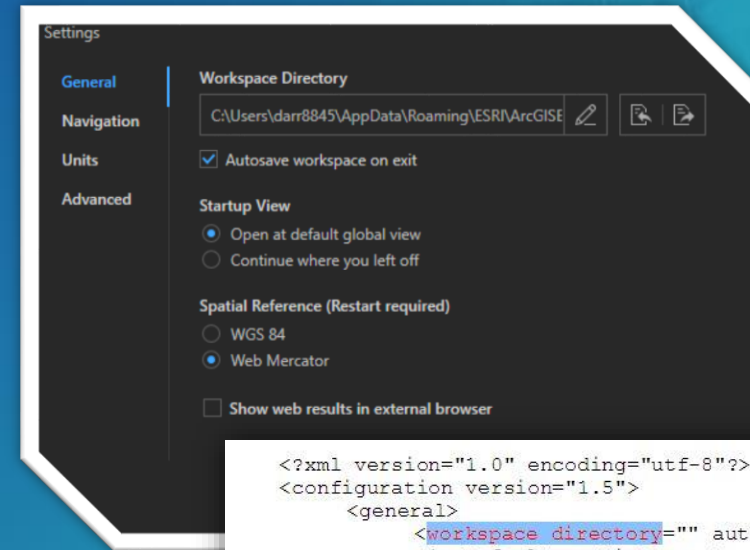 Settings
General
Navigation
Units
Advanced
Workspace Directory
C:\Users\darr8845\AppData\Roaming\ESRI\ArcGISE
Autosave workspace on exit
Startup View
Open at default global view
Continue where you left off
Spatial Reference (Restart required)
WGS 84
Web Mercator
Show web results in external browser
<?xml version="1.0" encoding="utf-8"?>
<configuration version="1.5">
<general>
<workspace directory="" aut